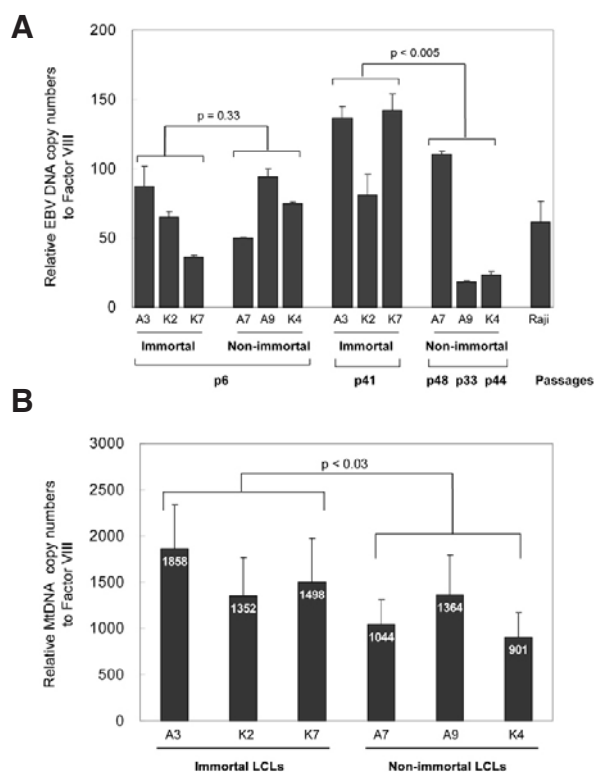 A
Relative EBV DNA copy numbers
to Factor VIII
200
150
100
50
0
p = 0.33
p < 0.005
A3 K2 K7 A7 A9 K4 A3 K2 K7 A7 A9 K4 Raji
Immortal Non-immortal Immortal Non-immortal
p6 p41 p48 p33 p44 Passages
B
Relative MtDNA copy numbers
to Factor VIII
3000
2500
2000
1500
1000
500
0
p < 0.03
1858 1352 1498 1044 1364 901
A3 K2 K7 A7 A9 K4
Immortal LCLs Non-immortal LCLs